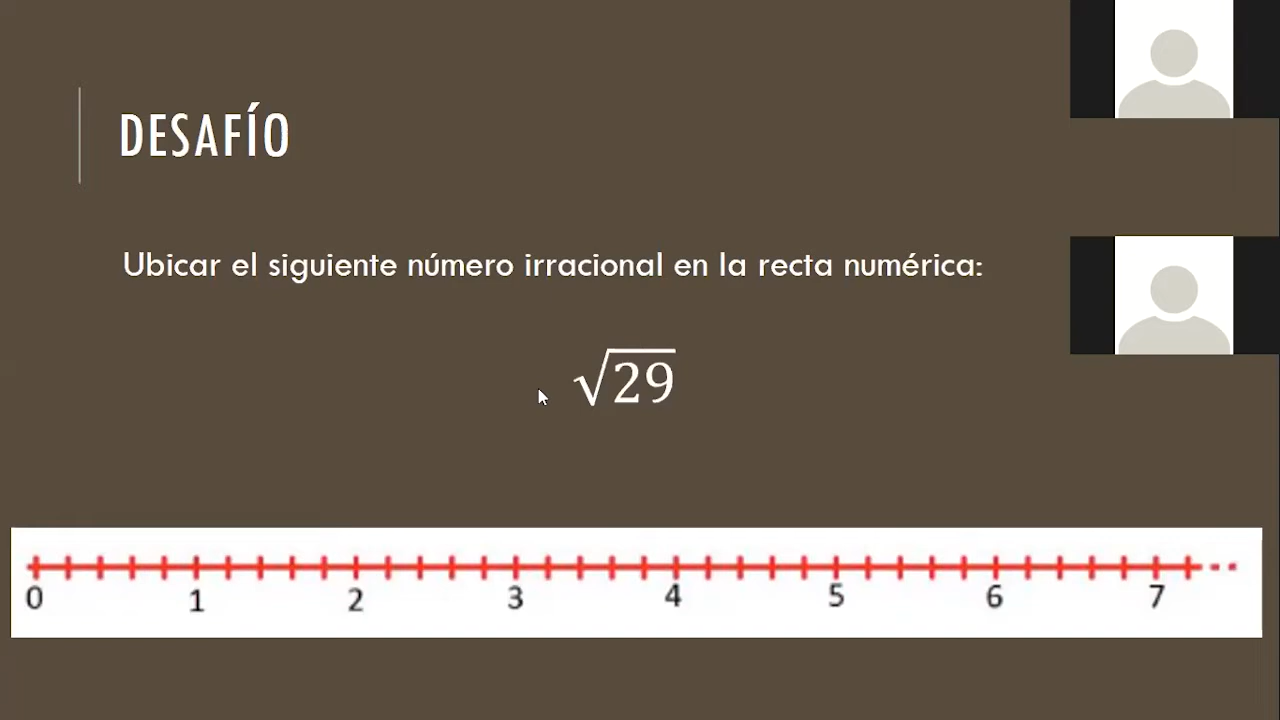 DESAFÍO
Ubicar el siguiente número irracional en la recta numérica:
√29
0 1 2 3 4 5 6 7